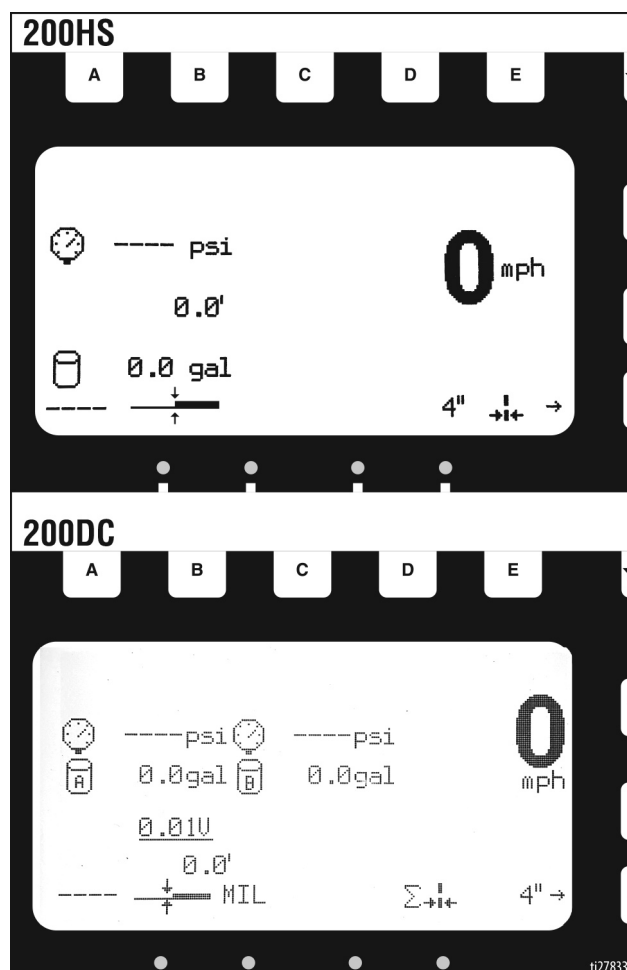 200HS
A B C D E
---- psi
0 mph
0.0'
0.0 gal
---- 4" →
200DC
A B C D E
----psi ----psi
0
A 0.0gal B 0.0gal
mph
0.01V
0.0'
---- MIL Σ 4" →
ti27833